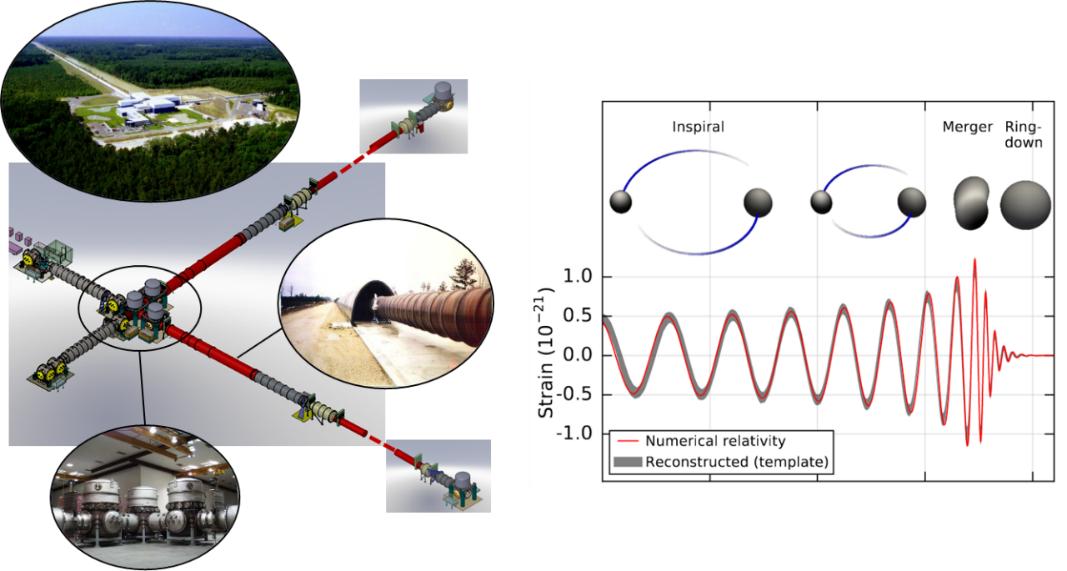 Inspiral
Merger
Ring-
down
1.0
0.5
0.0
-0.5
-1.0
Strain (10⁻²¹)
Numerical relativity
Reconstructed (template)